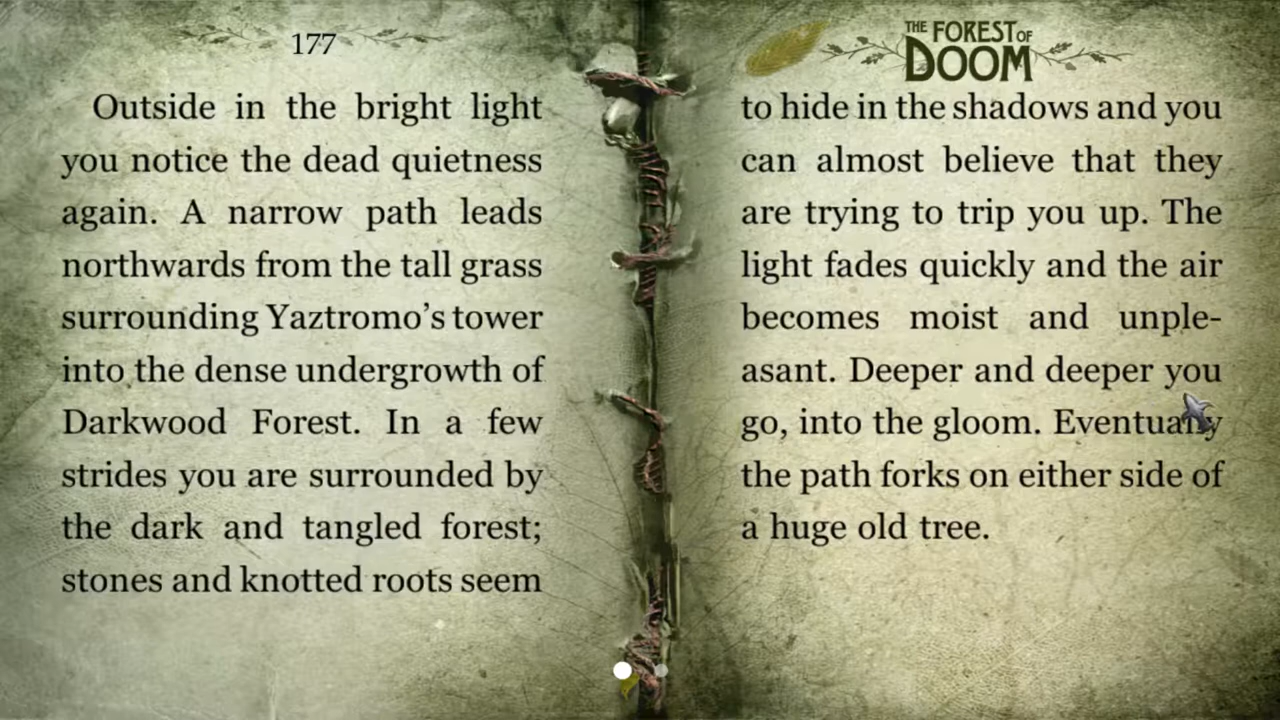 177
Outside in the bright light
you notice the dead quietness
again. A narrow path leads
northwards from the tall grass
surrounding Yaztromo's tower
into the dense undergrowth of
Darkwood Forest. In a few
strides you are surrounded by
the dark and tangled forest;
stones and knotted roots seem
THE FOREST OF
DOOM
to hide in the shadows and you
can almost believe that they
are trying to trip you up. The
light fades quickly and the air
becomes moist and unple-
asant. Deeper and deeper you
go, into the gloom. Eventually
the path forks on either side of
a huge old tree.